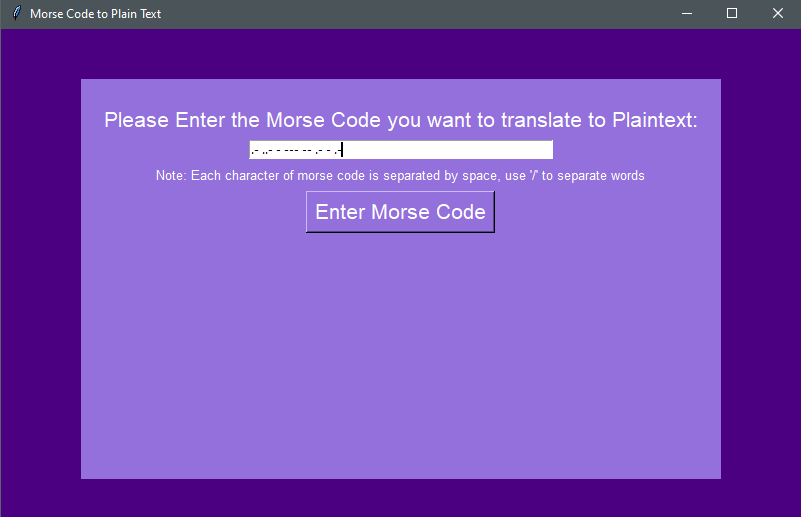 Morse Code to Plain Text
Please Enter the Morse Code you want to translate to Plaintext:
.- ..- - --- -- .- - .-
Note: Each character of morse code is separated by space, use '/' to separate words
Enter Morse Code